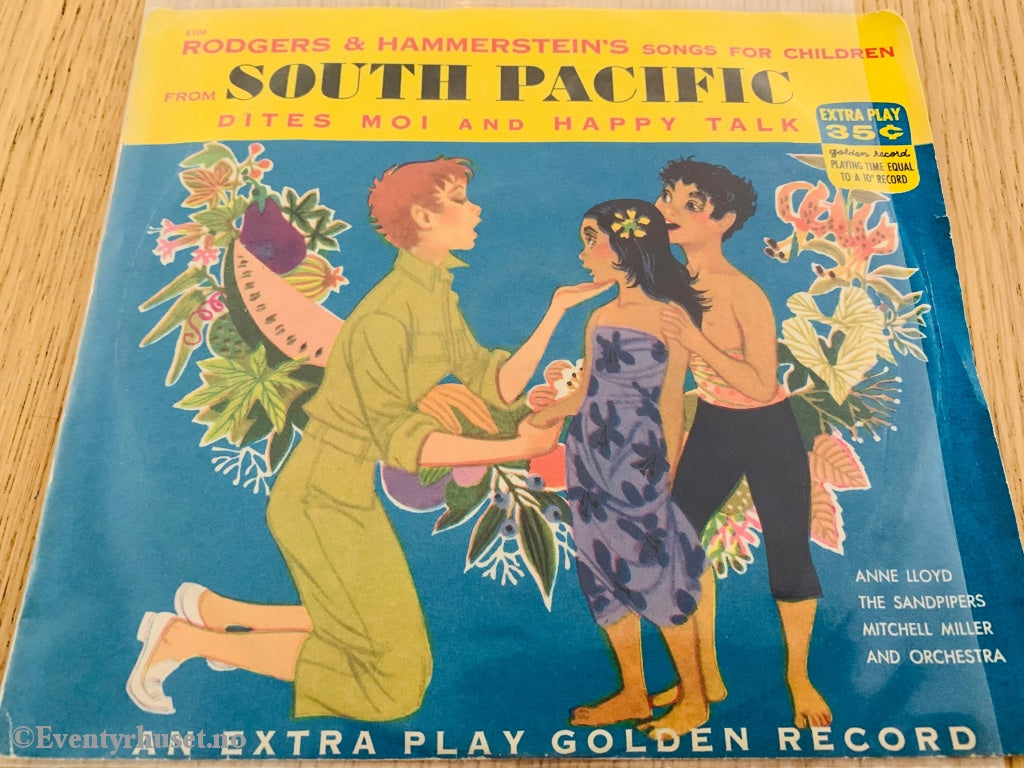 5106
RODGERS & HAMMERSTEIN'S SONGS FOR CHILDREN
FROM SOUTH PACIFIC
DITES MOI AND HAPPY TALK
EXTRA PLAY
35¢
golden record
PLAYING TIME EQUAL
TO A 10" RECORD
ANNE LLOYD
THE SANDPIPERS
MITCHELL MILLER
AND ORCHESTRA
AN EXTRA PLAY GOLDEN RECORD
©Eventyrhuset.no